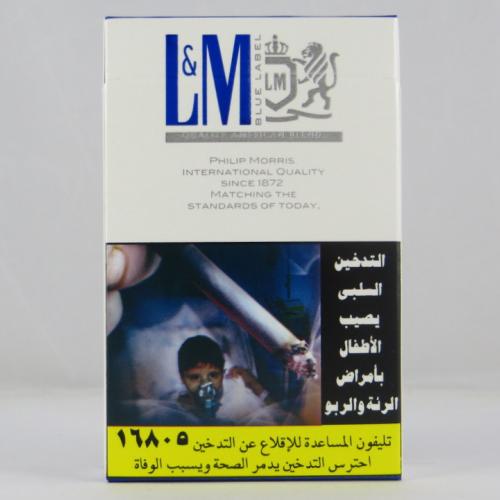 L&M
BLUE LABEL
LM
QUALITY AMERICAN BLEND
PHILIP MORRIS
INTERNATIONAL QUALITY
SINCE 1872
MATCHING THE
STANDARDS OF TODAY.
التدخين
السلبى
يصيب
الأطفال
بأمراض
الرئة والربو
تليفون المساعدة للإقلاع عن التدخين ١٦٨٠٥
احترس التدخين يدمر الصحة ويسبب الوفاة